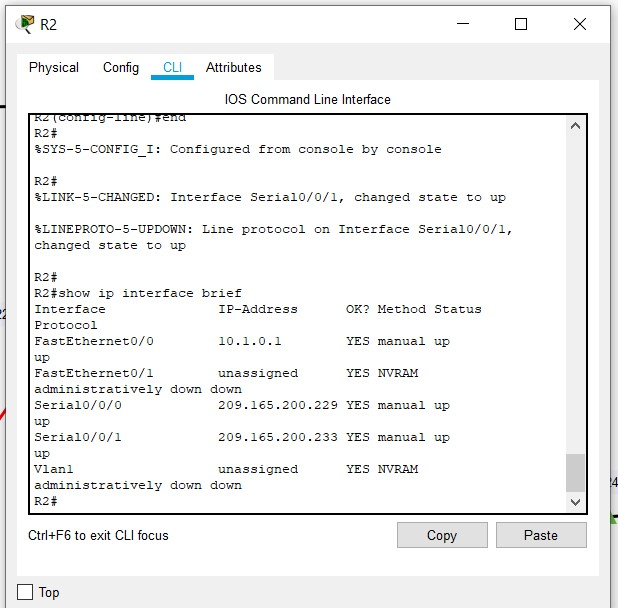 R2
Physical Config CLI Attributes
IOS Command Line Interface
R2(config-line)#end
R2#
%SYS-5-CONFIG_I: Configured from console by console
R2#
%LINK-5-CHANGED: Interface Serial0/0/1, changed state to up
%LINEPROTO-5-UPDOWN: Line protocol on Interface Serial0/0/1,
changed state to up
R2#
R2#show ip interface brief
Interface IP-Address OK? Method Status
Protocol
FastEthernet0/0 10.1.0.1 YES manual up
up
FastEthernet0/1 unassigned YES NVRAM
administratively down down
Serial0/0/0 209.165.200.229 YES manual up
up
Serial0/0/1 209.165.200.233 YES manual up
up
Vlan1 unassigned YES NVRAM
administratively down down
R2#
Ctrl+F6 to exit CLI focus
Copy Paste
Top